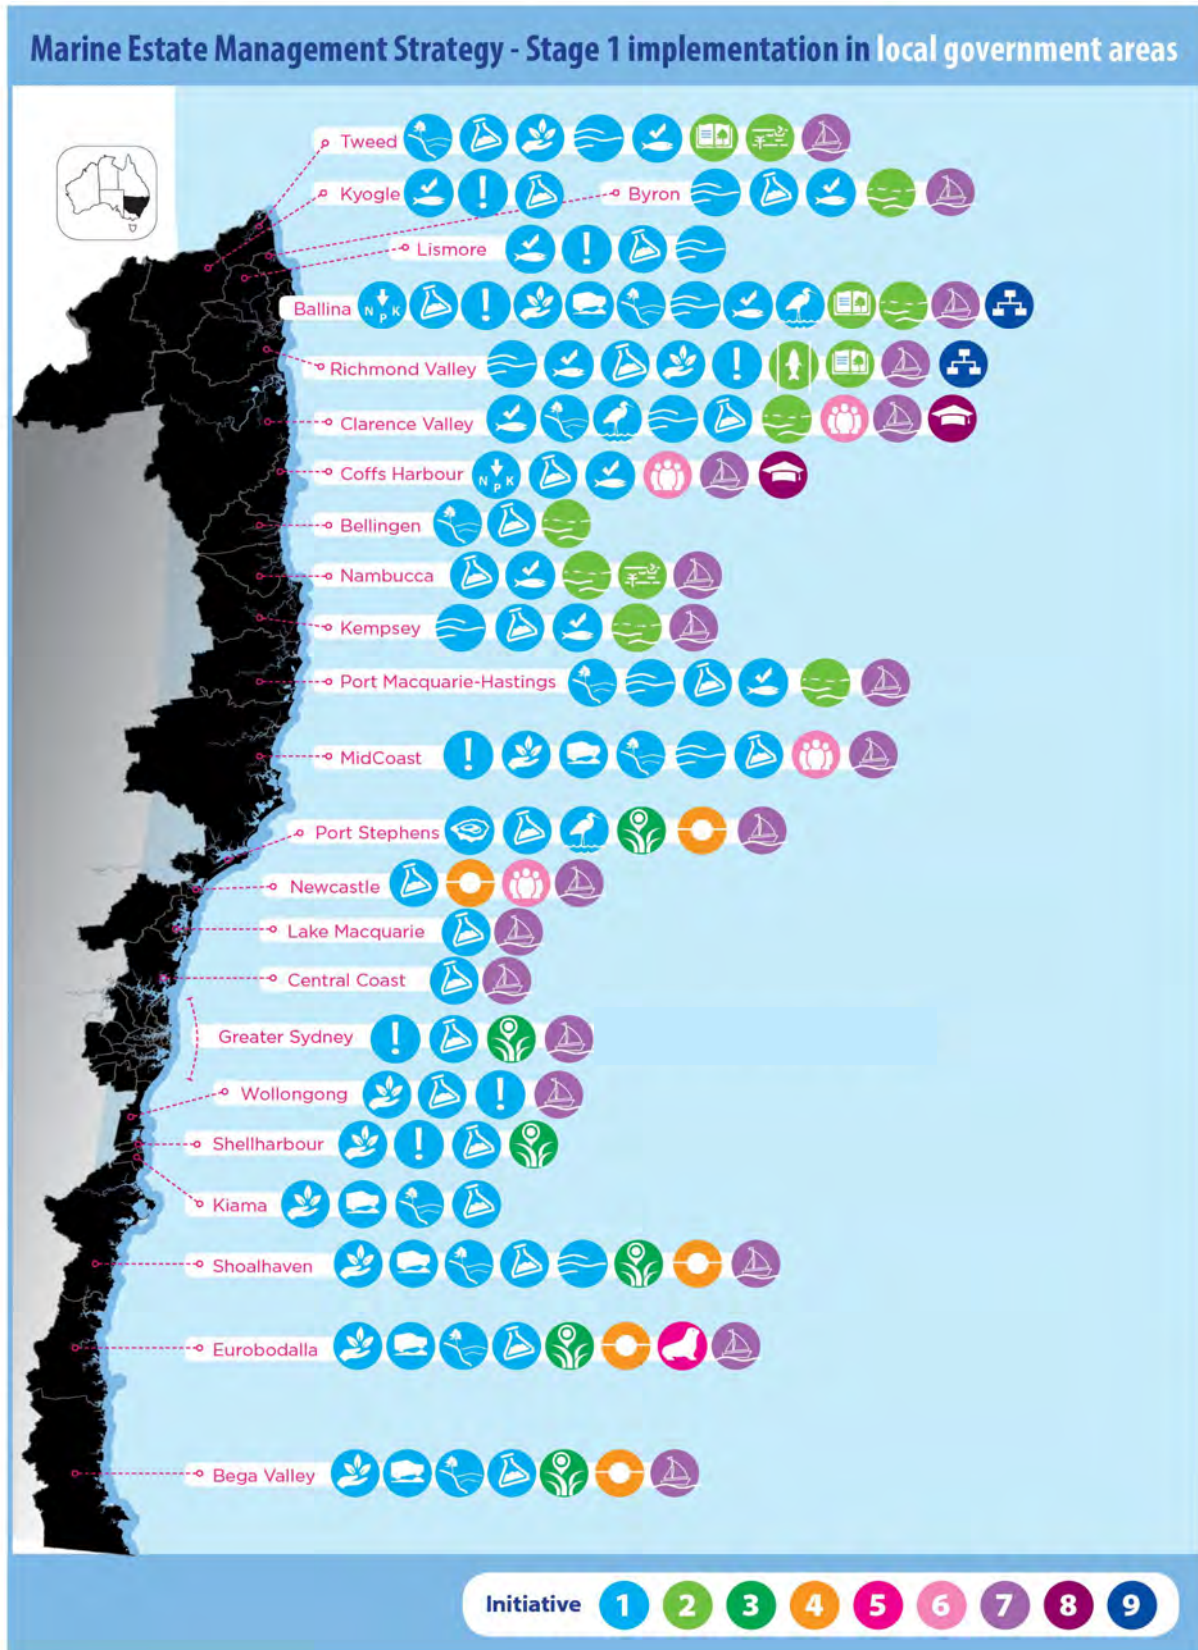 Marine Estate Management Strategy - Stage 1 implementation in local government areas
Tweed
Kyogle
Byron
Lismore
Ballina
N P K
Richmond Valley
Clarence Valley
Coffs Harbour
N P K
Bellingen
Nambucca
Kempsey
Port Macquarie-Hastings
MidCoast
Port Stephens
Newcastle
Lake Macquarie
Central Coast
Greater Sydney
Wollongong
Shellharbour
Kiama
Shoalhaven
Eurobodalla
Bega Valley
Initiative 1 2 3 4 5 6 7 8 9